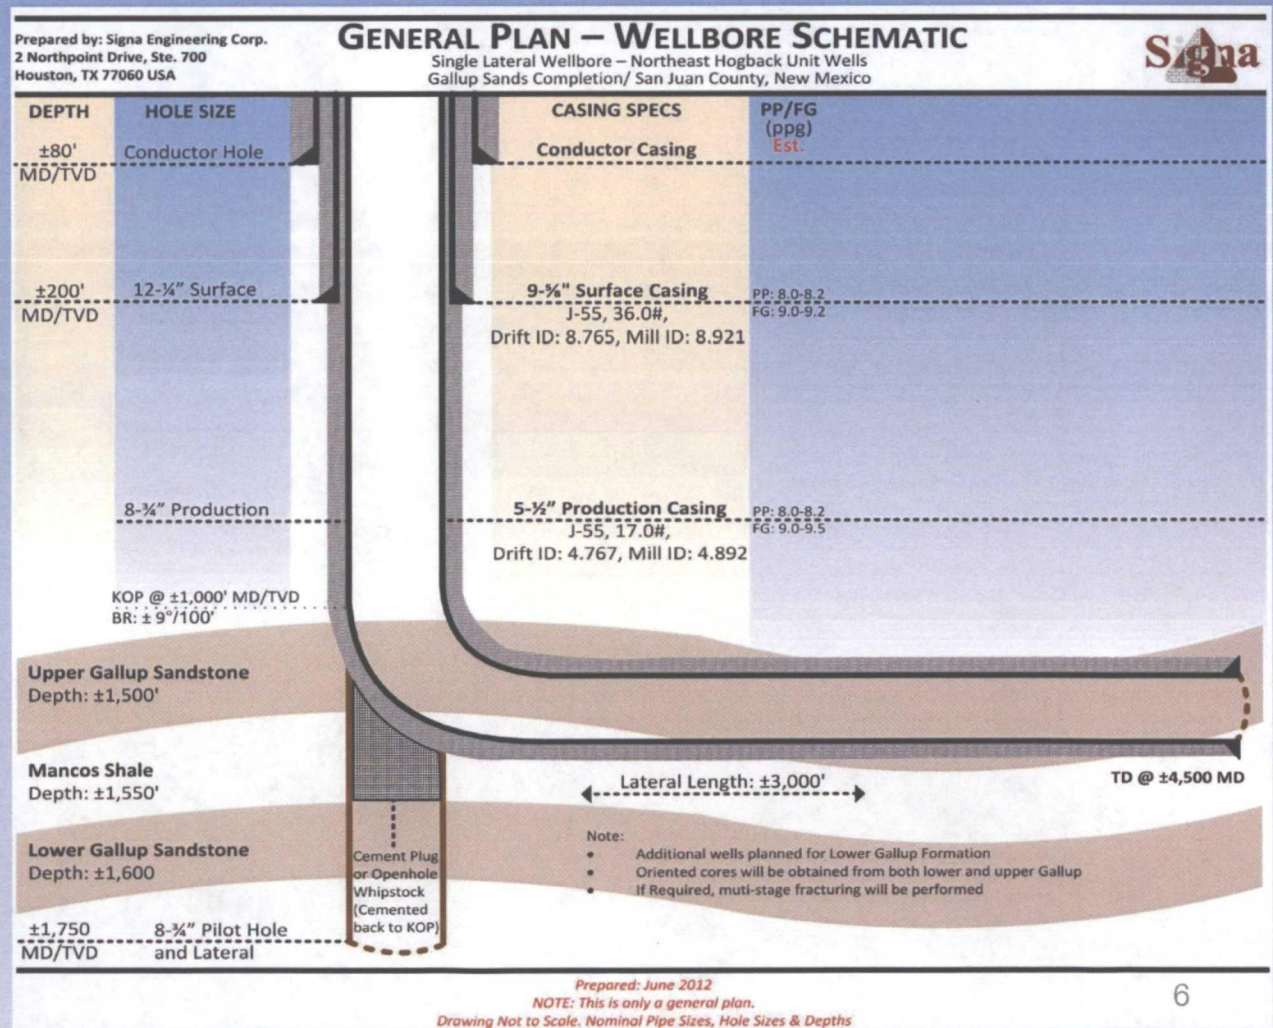 Prepared by: Signa Engineering Corp.
2 Northpoint Drive, Ste. 700
Houston, TX 77060 USA
GENERAL PLAN – WELLBORE SCHEMATIC
Single Lateral Wellbore – Northeast Hogback Unit Wells
Gallup Sands Completion/ San Juan County, New Mexico
Signa
DEPTH HOLE SIZE CASING SPECS PP/FG
(ppg)
Est.
±80' Conductor Hole Conductor Casing
MD/TVD
±200' 12-¼" Surface 9-⅝" Surface Casing PP: 8.0-8.2
MD/TVD J-55, 36.0#, FG: 9.0-9.2
Drift ID: 8.765, Mill ID: 8.921
8-¾" Production 5-½" Production Casing PP: 8.0-8.2
J-55, 17.0#, FG: 9.0-9.5
Drift ID: 4.767, Mill ID: 4.892
KOP @ ±1,000' MD/TVD
BR: ± 9°/100'
Upper Gallup Sandstone
Depth: ±1,500'
Mancos Shale
Depth: ±1,550'
Lateral Length: ±3,000'
TD @ ±4,500 MD
Lower Gallup Sandstone
Depth: ±1,600
Cement Plug
or Openhole
Whipstock
(Cemented
back to KOP)
Note:
• Additional wells planned for Lower Gallup Formation
• Oriented cores will be obtained from both lower and upper Gallup
• If Required, muti-stage fracturing will be performed
±1,750 8-¾" Pilot Hole
MD/TVD and Lateral
Prepared: June 2012
NOTE: This is only a general plan.
Drawing Not to Scale. Nominal Pipe Sizes, Hole Sizes & Depths
6